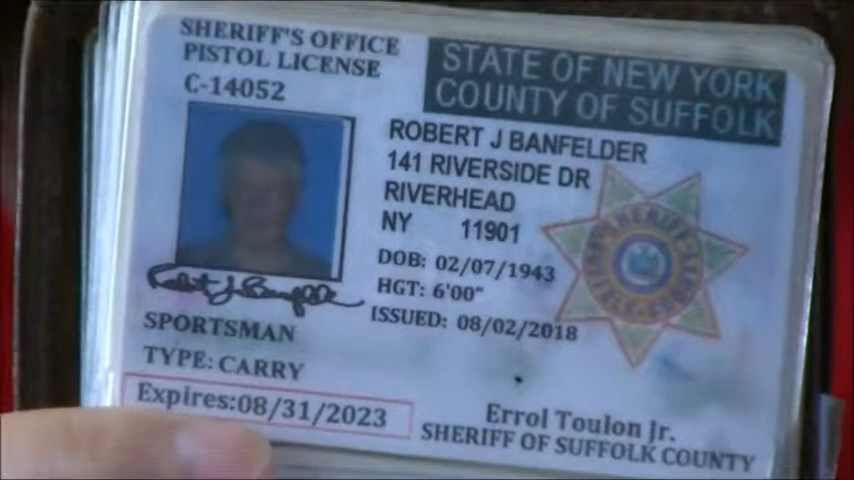 SHERIFF'S OFFICE
PISTOL LICENSE
C-14052
STATE OF NEW YORK
COUNTY OF SUFFOLK
ROBERT J BANFELDER
141 RIVERSIDE DR
RIVERHEAD
NY 11901
DOB: 02/07/1943
HGT: 6'00"
ISSUED: 08/02/2018
Robert J Banfelder
SPORTSMAN
TYPE: CARRY
Expires:08/31/2023
Errol Toulon Jr.
SHERIFF OF SUFFOLK COUNTY